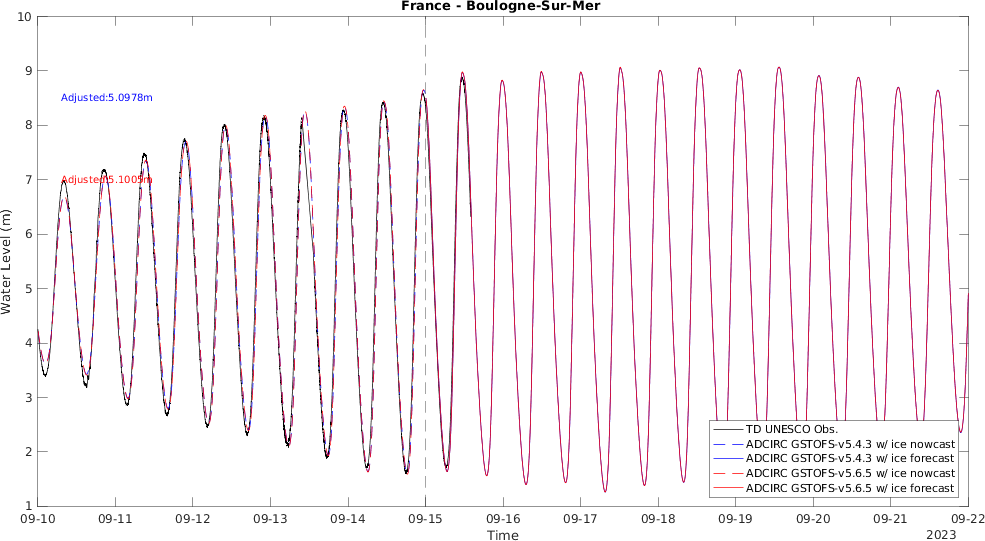 France - Boulogne-Sur-Mer
10
9
8
7
6
5
4
3
2
1
Water Level (m)
Adjusted:5.0978m
Adjusted:5.1005m
TD UNESCO Obs.
ADCIRC GSTOFS-v5.4.3 w/ ice nowcast
ADCIRC GSTOFS-v5.4.3 w/ ice forecast
ADCIRC GSTOFS-v5.6.5 w/ ice nowcast
ADCIRC GSTOFS-v5.6.5 w/ ice forecast
09-10 09-11 09-12 09-13 09-14 09-15 09-16 09-17 09-18 09-19 09-20 09-21 09-22
Time
2023